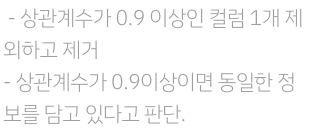 - 상관계수가 0.9 이상인 컬럼 1개 제
외하고 제거
- 상관계수가 0.9이상이면 동일한 정
보를 담고 있다고 판단.